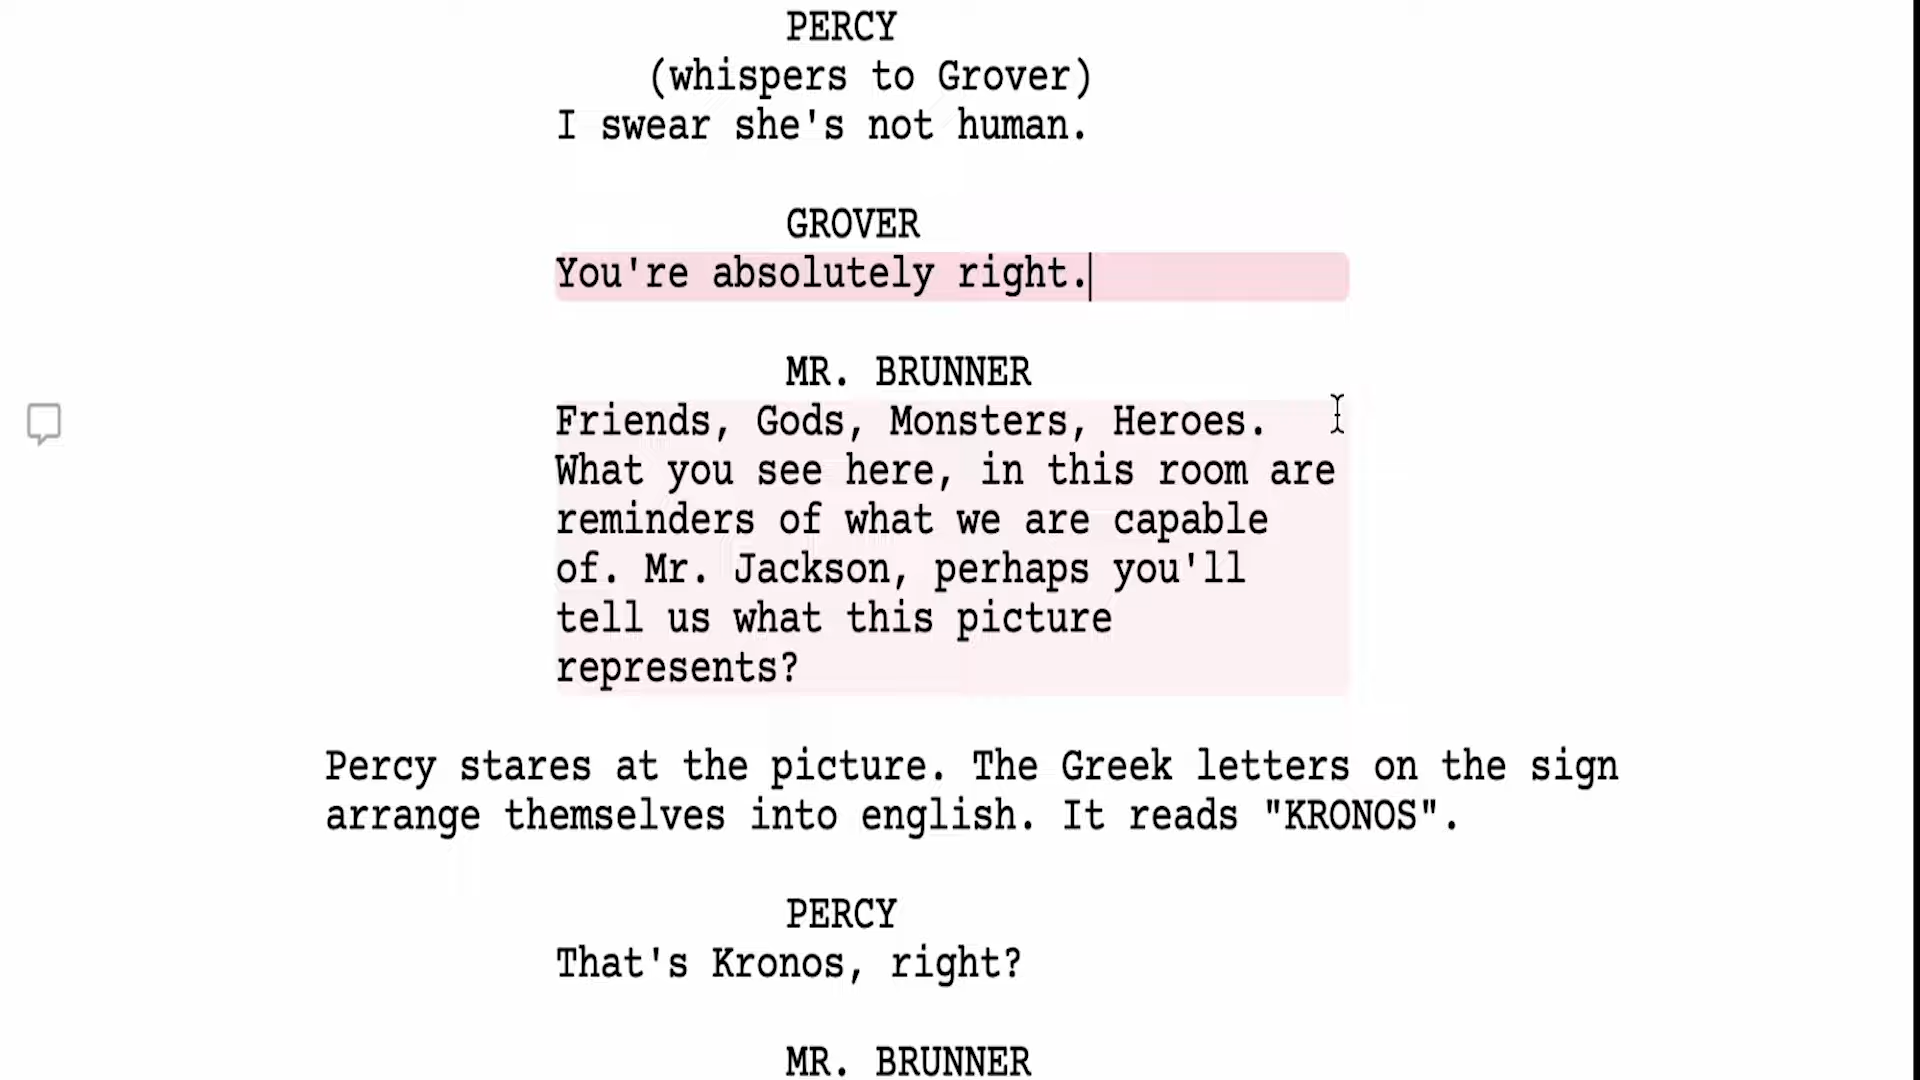 PERCY
(whispers to Grover)
I swear she's not human.
GROVER
You're absolutely right.
MR. BRUNNER
Friends, Gods, Monsters, Heroes.
What you see here, in this room are
reminders of what we are capable
of. Mr. Jackson, perhaps you'll
tell us what this picture
represents?
Percy stares at the picture. The Greek letters on the sign
arrange themselves into english. It reads "KRONOS".
PERCY
That's Kronos, right?
MR. BRUNNER